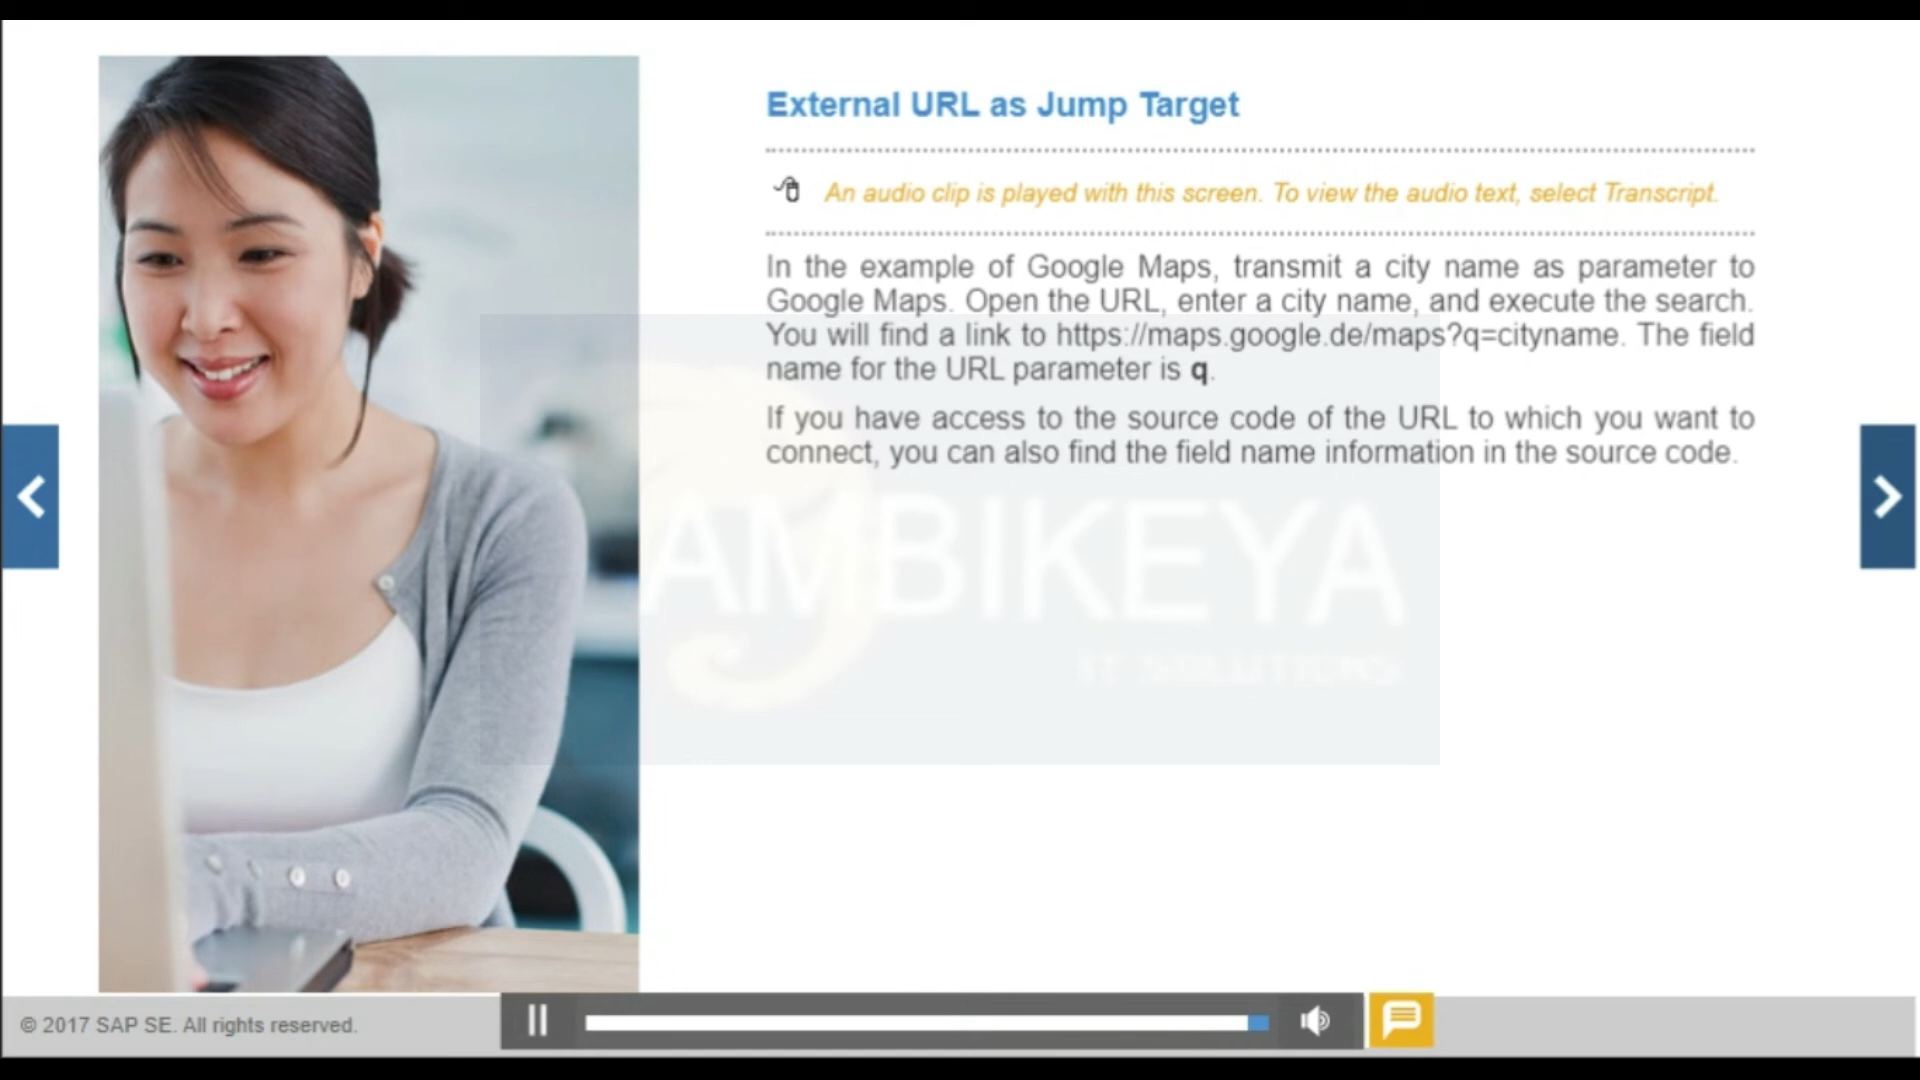 External URL as Jump Target
An audio clip is played with this screen. To view the audio text, select Transcript.
In the example of Google Maps, transmit a city name as parameter to
Google Maps. Open the URL, enter a city name, and execute the search.
You will find a link to https://maps.google.de/maps?q=cityname. The field
name for the URL parameter is q.
If you have access to the source code of the URL to which you want to
connect, you can also find the field name information in the source code.
AMBIKEYA
IT SOLUTIONS
© 2017 SAP SE. All rights reserved.